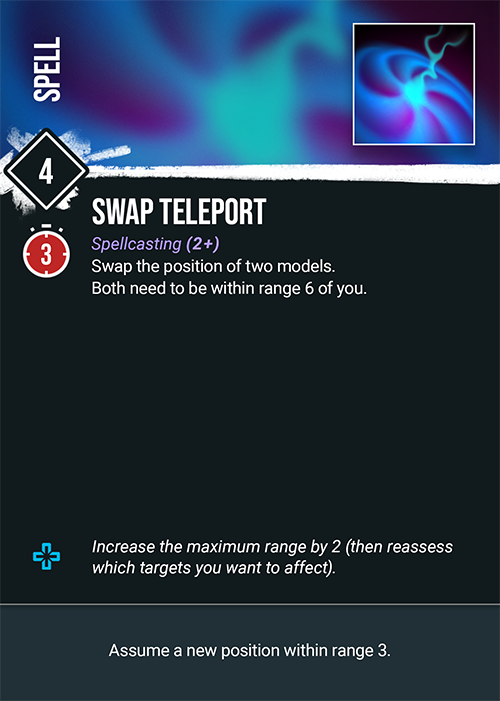 SPELL
4
SWAP TELEPORT
3
Spellcasting (2+)
Swap the position of two models.
Both need to be within range 6 of you.
Increase the maximum range by 2 (then reassess
which targets you want to affect).
Assume a new position within range 3.